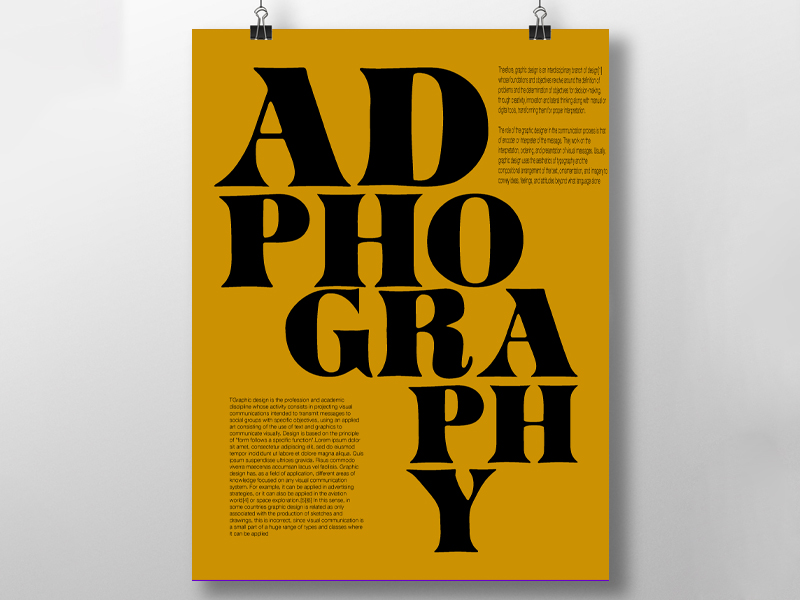 AD
PHO
GRA
PH
Y
Therefore, graphic design is an interdisciplinary branch of design[1]
whose foundations and objectives revolve around the definition of
problems and the determination of objectives for decision-making,
through creativity, innovation and lateral thinking along with manual or
digital tools, transforming them for proper interpretation.
The role of the graphic designer in the communication process is that
of encoder or interpreter of the message. They work on the
interpretation, ordering, and presentation of visual messages. Usually,
graphic design uses the aesthetics of typography and the
compositional arrangement of the text, ornamentation, and imagery to
convey ideas, feelings, and attitudes beyond what language alone
Graphic design is the profession and academic
discipline whose activity consists in projecting visual
communications intended to transmit messages to
social groups with specific objectives, using an applied
art consisting of the use of text and graphics to
communicate visually. Design is based on the principle
of "form follows a specific function".Lorem ipsum dolor
sit amet, consectetur adipiscing elit, sed do eiusmod
tempor incididunt ut labore et dolore magna aliqua. Quis
ipsum suspendisse ultrices gravida. Risus commodo
viverra maecenas accumsan lacus vel facilisis. Graphic
design has, as a field of application, different areas of
knowledge focused on any visual communication
system. For example, it can be applied in advertising
strategies, or it can also be applied in the aviation
world[4] or space exploration.[5][6] In this sense, in
some countries graphic design is related as only
associated with the production of sketches and
drawings, this is incorrect, since visual communication is
a small part of a huge range of types and classes where
it can be applied